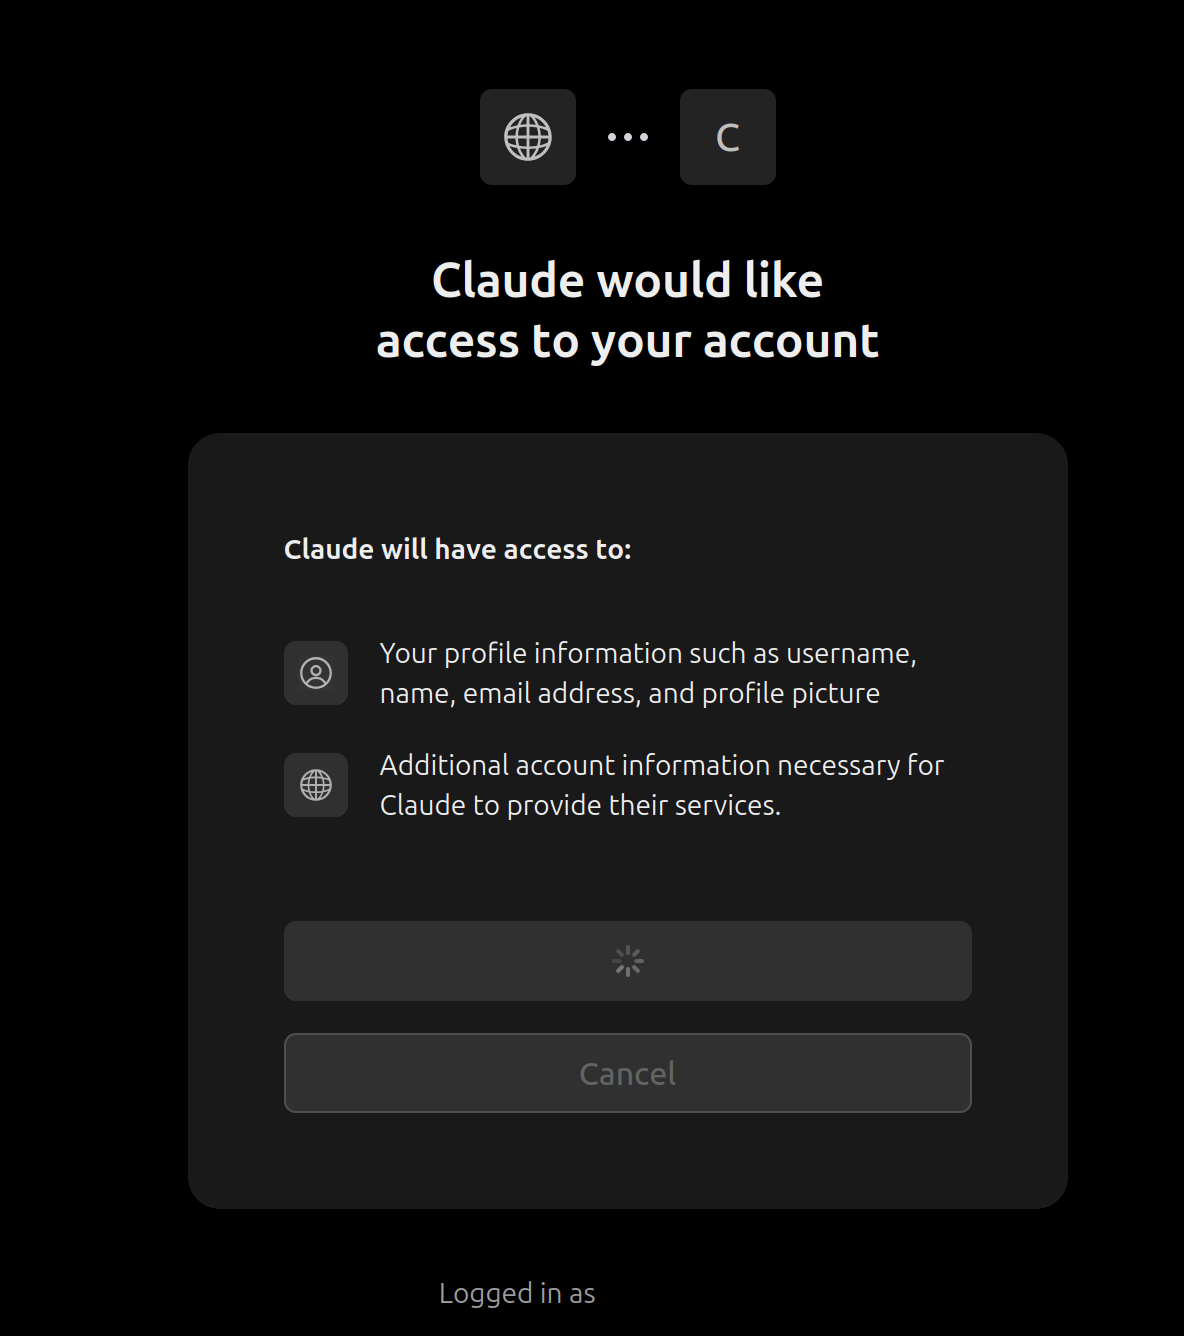 C
Claude would like
access to your account
Claude will have access to:
Your profile information such as username,
name, email address, and profile picture
Additional account information necessary for
Claude to provide their services.
Cancel
Logged in as